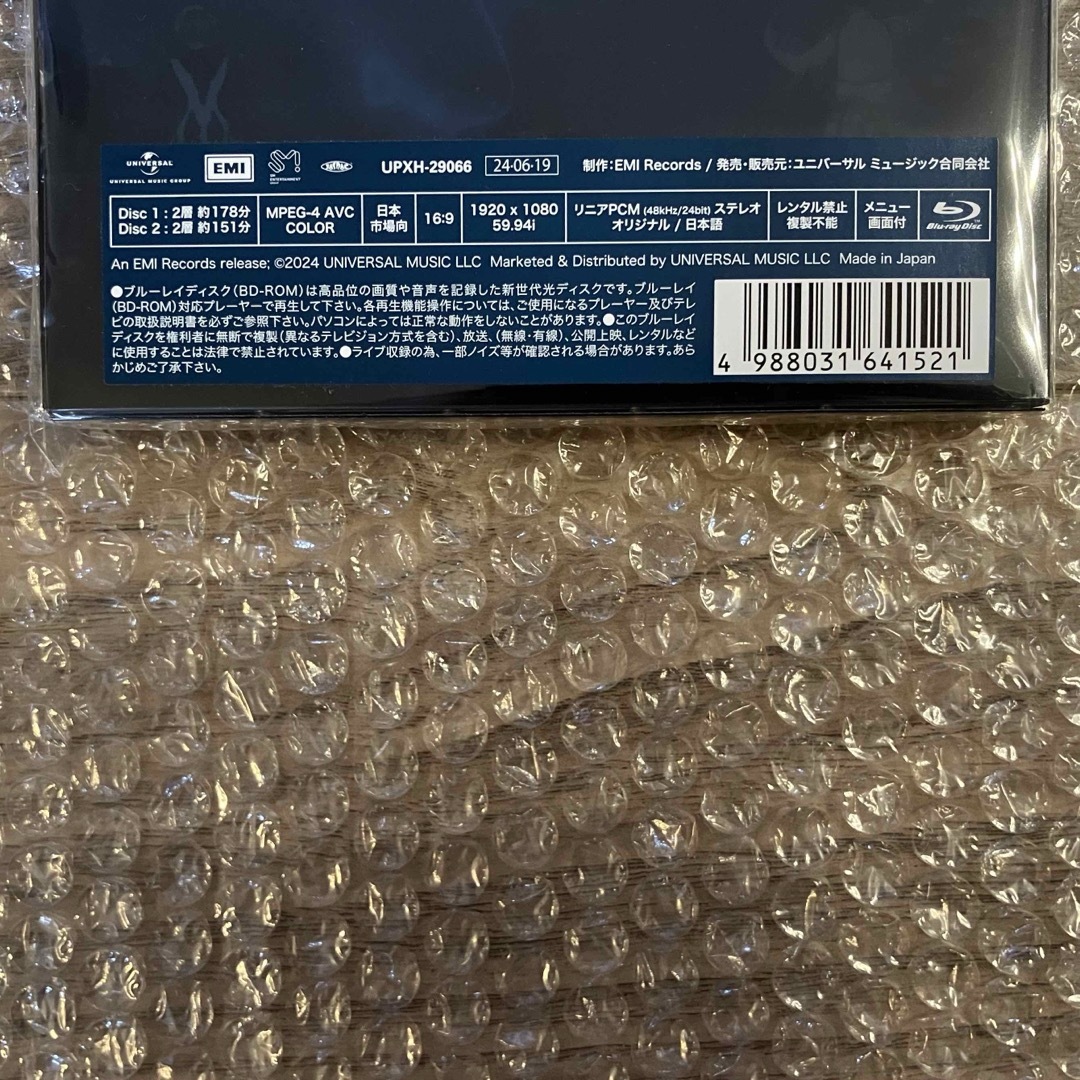 UNIVERSAL
UNIVERSAL MUSIC GROUP
EMI
SM
SM ENTERTAINMENT
UPXH-29066
24-06-19
制作:EMI Records / 発売・販売元:ユニバーサル ミュージック合同会社
Disc 1 : 2層 約178分
Disc 2 : 2層 約151分
MPEG-4 AVC
COLOR
日本
市場向
16:9
1920 x 1080
59.94i
リニアPCM (48kHz/24bit) ステレオ
オリジナル / 日本語
レンタル禁止
複製不能
メニュー
画面付
Blu-ray Disc
An EMI Records release; ©2024 UNIVERSAL MUSIC LLC Marketed & Distributed by UNIVERSAL MUSIC LLC Made in Japan
●ブルーレイディスク(BD-ROM)は高品位の画質や音声を記録した新世代光ディスクです。ブルーレイ
(BD-ROM)対応プレーヤーで再生して下さい。各再生機能操作については、ご使用になるプレーヤー及びテレ
ビの取扱説明書を必ずご参照下さい。パソコンによっては正常な動作をしないことがあります。●このブルーレイ
ディスクを権利者に無断で複製(異なるテレビジョン方式を含む)、放送、(無線・有線)、公開上映、レンタルなど
に使用することは法律で禁止されています。●ライブ収録の為、一部ノイズ等が確認される場合があります。あら
かじめご了承下さい。
4 988031 641521